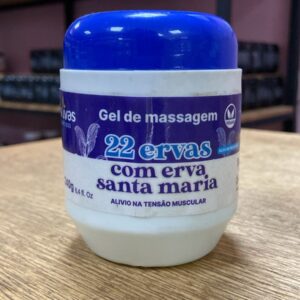 Gel de massagem
22 ervas
com erva
santa maria
ALIVIO NA TENSÃO MUSCULAR